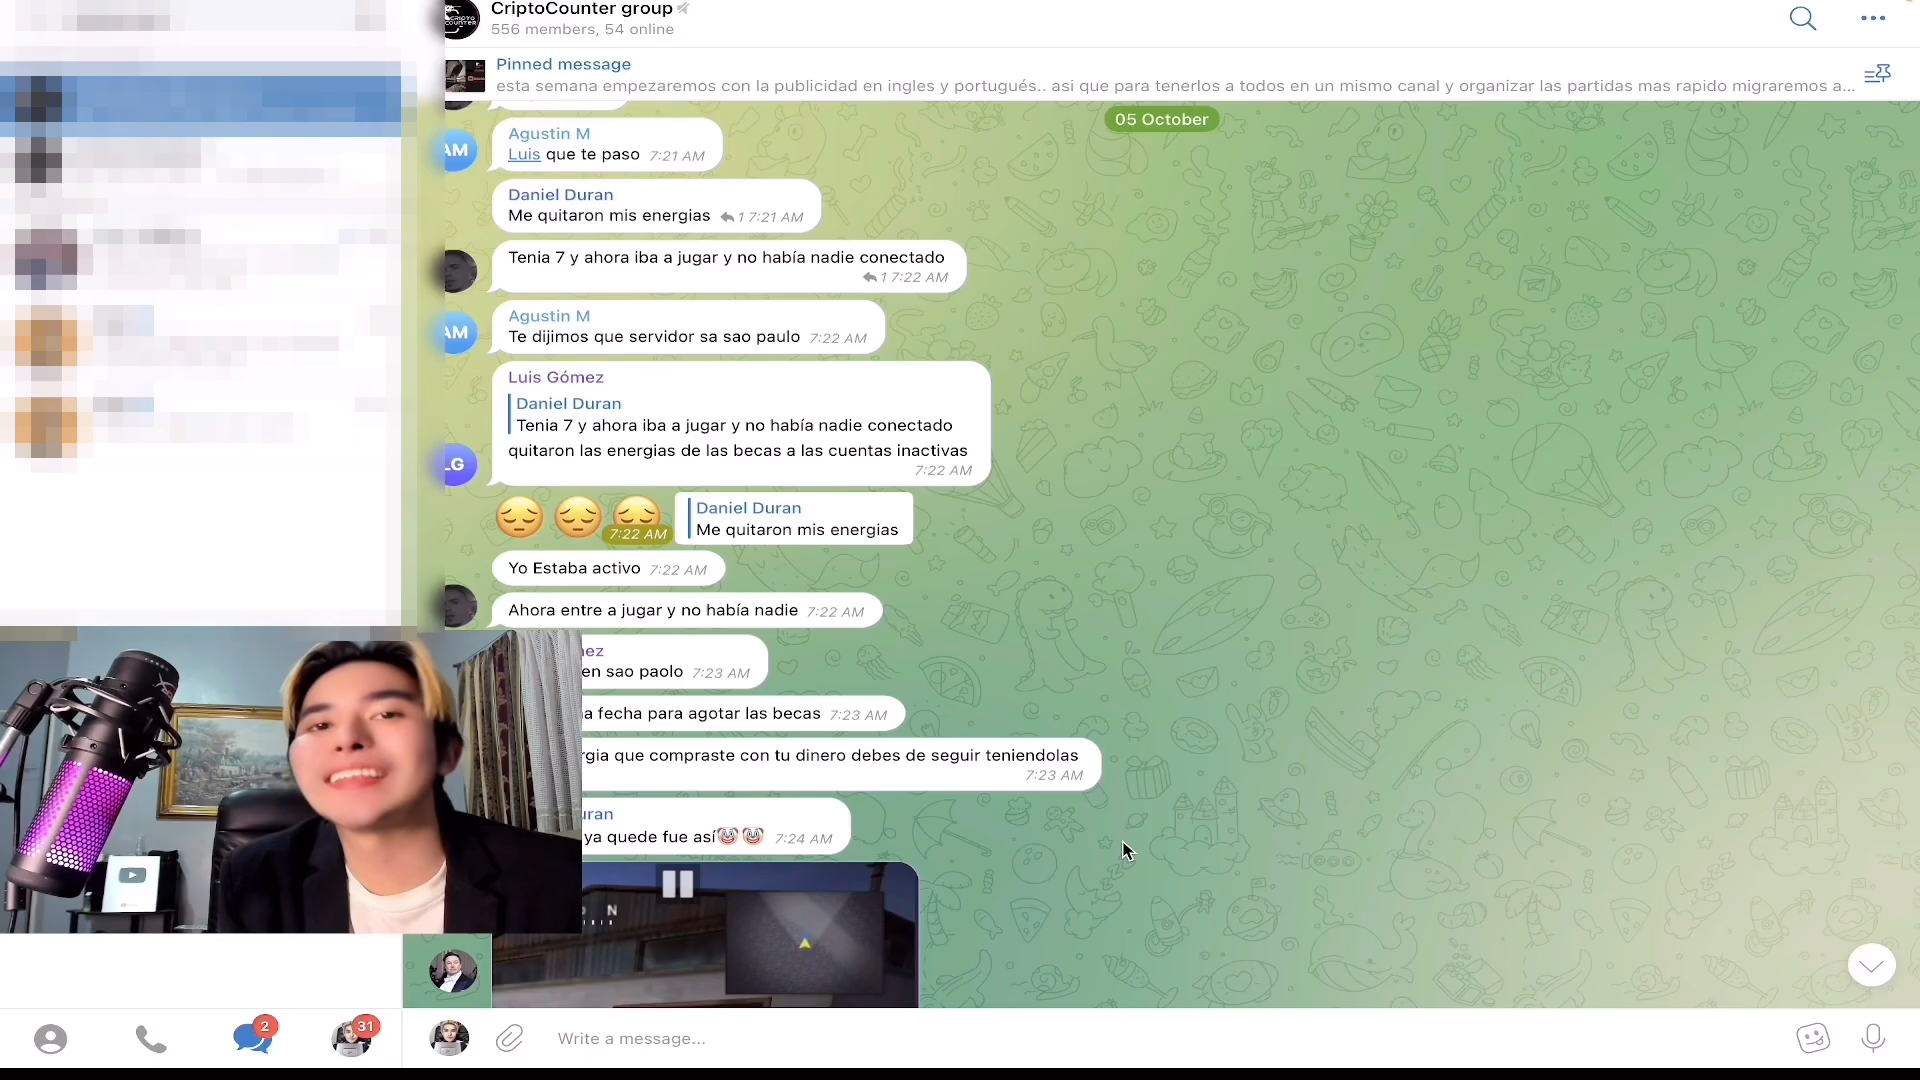 CriptoCounter group
556 members, 54 online
Pinned message
esta semana empezaremos con la publicidad en ingles y portugués.. asi que para tenerlos a todos en un mismo canal y organizar las partidas mas rapido migraremos a...
05 October
AM
Agustin M
Luis que te paso 7:21 AM
Daniel Duran
Me quitaron mis energias 1 7:21 AM
Tenia 7 y ahora iba a jugar y no había nadie conectado
1 7:22 AM
AM
Agustin M
Te dijimos que servidor sa sao paulo 7:22 AM
Luis Gómez
Daniel Duran
Tenia 7 y ahora iba a jugar y no había nadie conectado
quitaron las energias de las becas a las cuentas inactivas
7:22 AM
LG
7:22 AM
Daniel Duran
Me quitaron mis energias
Yo Estaba activo 7:22 AM
Ahora entre a jugar y no había nadie 7:22 AM
mez
en sao paolo 7:23 AM
a fecha para agotar las becas 7:23 AM
rgia que compraste con tu dinero debes de seguir teniendolas
7:23 AM
uran
ya quede fue así🤡🤡 7:24 AM
N
2
31
Write a message...